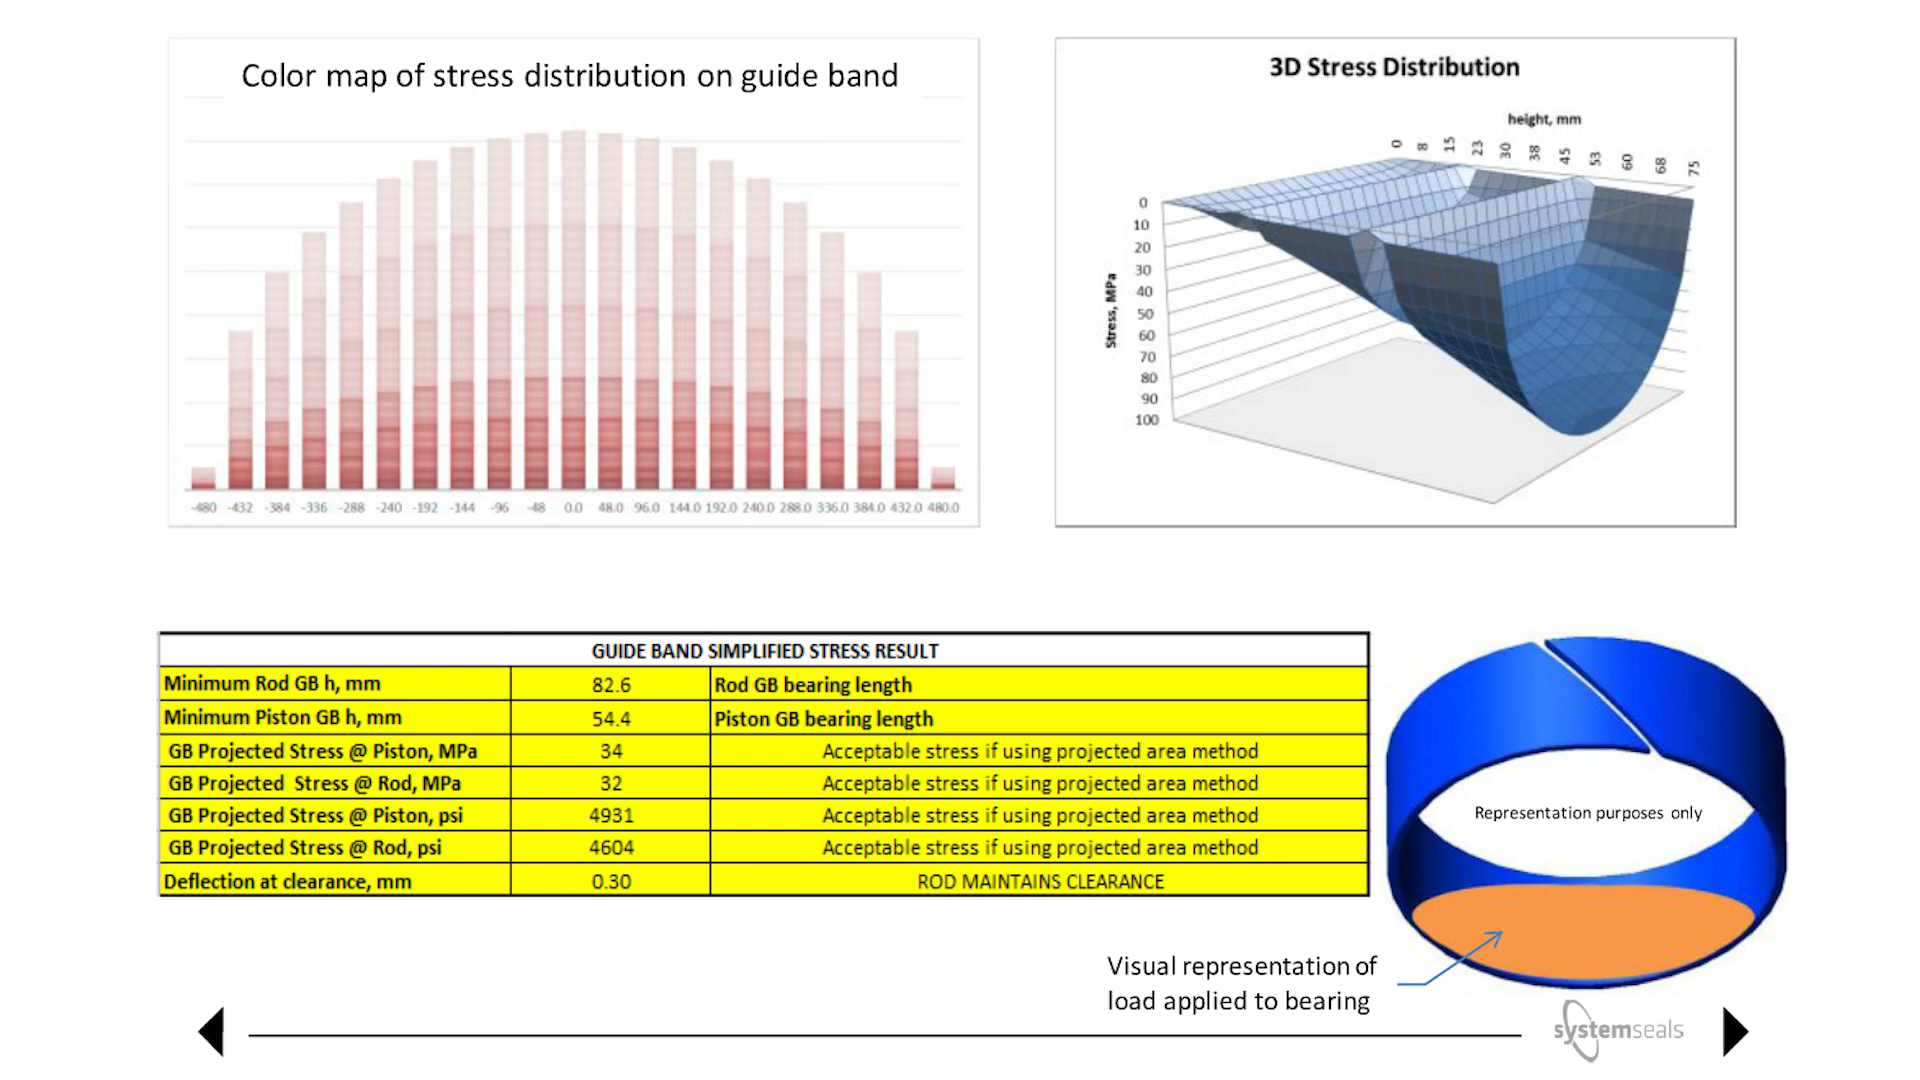 Color map of stress distribution on guide band
-480 -432 -384 -336 -288 -240 -192 -144 -96 -48 0.0 48.0 96.0 144.0 192.0 240.0 288.0 336.0 384.0 432.0 480.0
3D Stress Distribution
height, mm
0 8 15 23 30 38 45 53 60 68 75
Stress, MPa
0
10
20
30
40
50
60
70
80
90
100
GUIDE BAND SIMPLIFIED STRESS RESULT
Minimum Rod GB h, mm 82.6 Rod GB bearing length
Minimum Piston GB h, mm 54.4 Piston GB bearing length
GB Projected Stress @ Piston, MPa 34 Acceptable stress if using projected area method
GB Projected Stress @ Rod, MPa 32 Acceptable stress if using projected area method
GB Projected Stress @ Piston, psi 4931 Acceptable stress if using projected area method
GB Projected Stress @ Rod, psi 4604 Acceptable stress if using projected area method
Deflection at clearance, mm 0.30 ROD MAINTAINS CLEARANCE
Representation purposes only
Visual representation of
load applied to bearing
systemseals